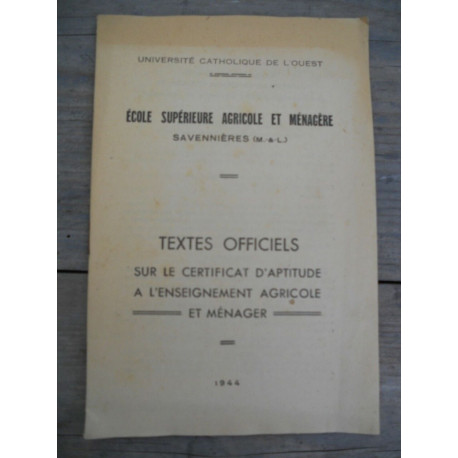 UNIVERSITÉ CATHOLIQUE DE L'OUEST
ÉCOLE SUPÉRIEURE AGRICOLE ET MÉNAGÈRE
SAVENNIÈRES (M.-&-L.)
TEXTES OFFICIELS
SUR LE CERTIFICAT D'APTITUDE
A L'ENSEIGNEMENT AGRICOLE
ET MÉNAGER
1944